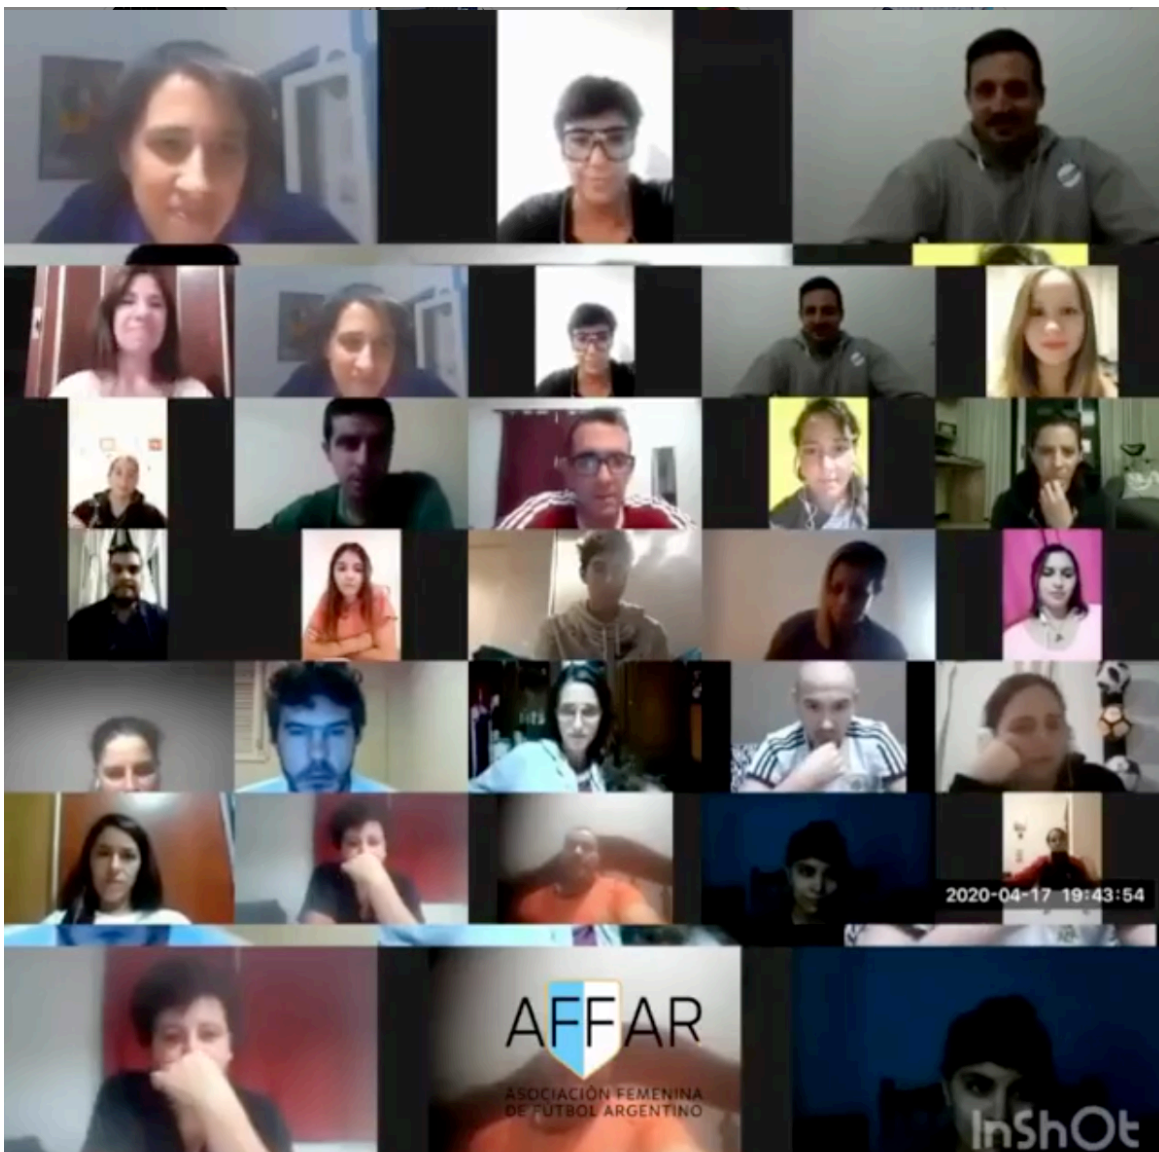 2020-04-17 19:43:54
AFFAR
ASOCIACIÓN FEMENINA
DE FÚTBOL ARGENTINO
InShOt